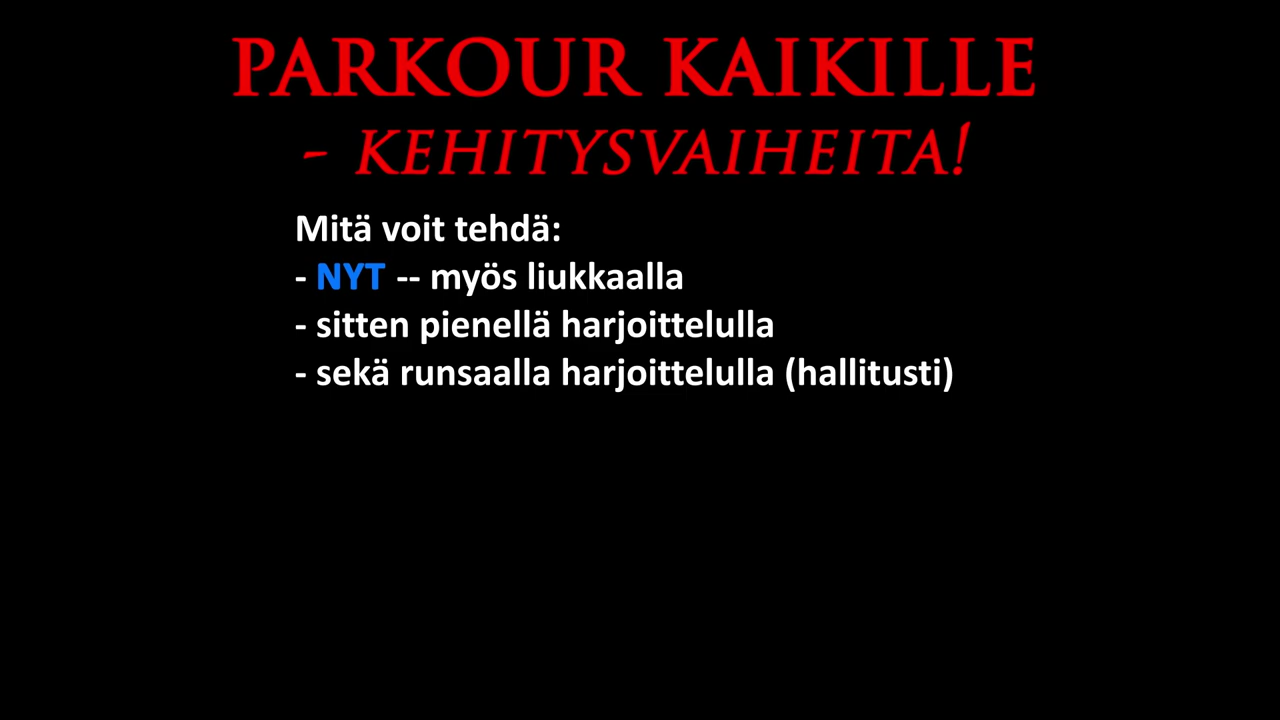 PARKOUR KAIKILLE
- KEHITYSVAIHEITA!
Mitä voit tehdä:
- NYT -- myös liukkaalla
- sitten pienellä harjoittelulla
- sekä runsaalla harjoittelulla (hallitusti)